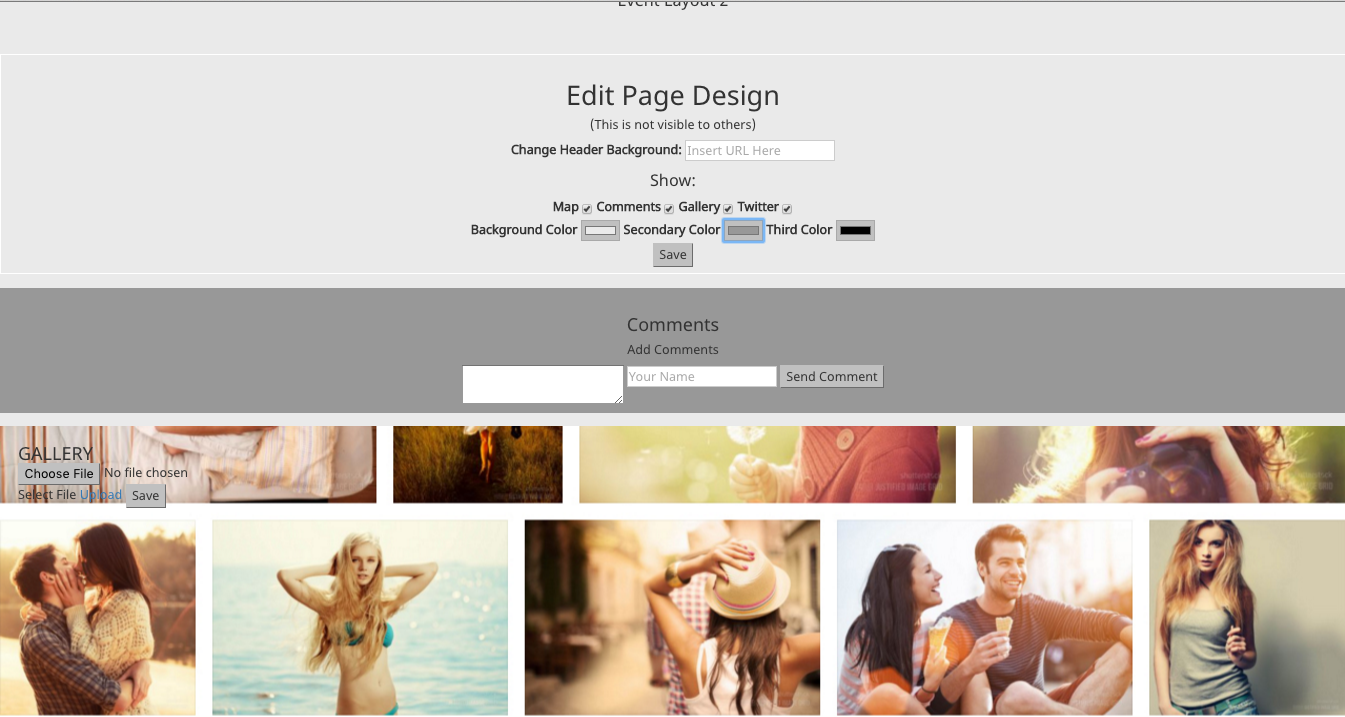 Event Layout 2
Edit Page Design
(This is not visible to others)
Change Header Background: Insert URL Here
Show:
Map Comments Gallery Twitter
Background Color Secondary Color Third Color
Save
Comments
Add Comments
Your Name Send Comment
GALLERY
Choose File No file chosen
Select File Upload Save